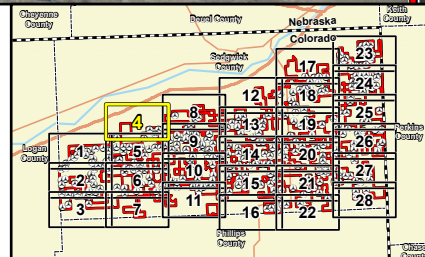 Cheyenne
County
Deuel County
Keith
County
Nebraska
Colorado
Sedgwick
County
23
17
24
12
18
4
8
25
13
19
Perkins
County
Logan
County
9
26
1
5
14
20
10
27
2
6
15
21
28
11
3
7
16
22
Phillips
County
Chase